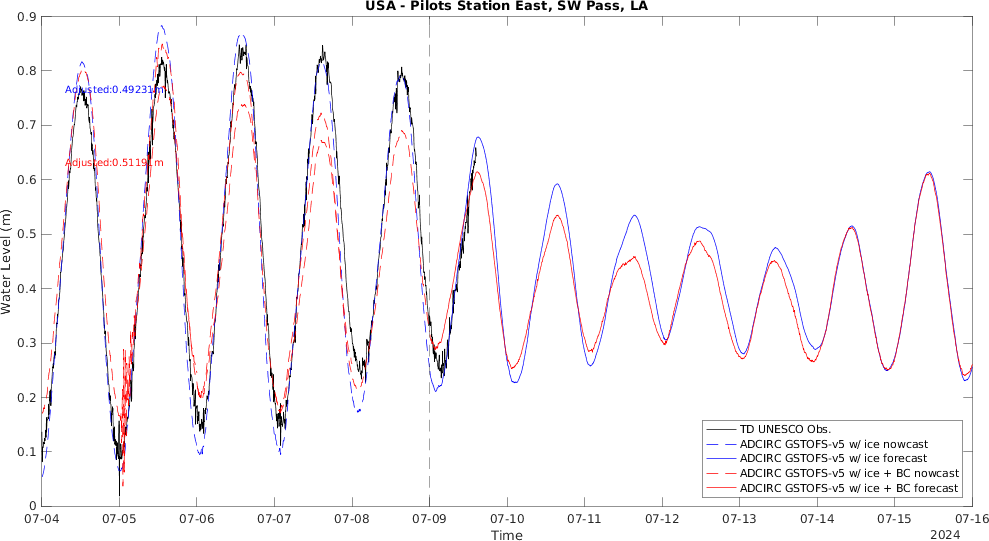 USA - Pilots Station East, SW Pass, LA
0.9
0.8
0.7
0.6
0.5
0.4
0.3
0.2
0.1
0
Water Level (m)
Adjusted:0.49231m
Adjusted:0.51191m
TD UNESCO Obs.
ADCIRC GSTOFS-v5 w/ ice nowcast
ADCIRC GSTOFS-v5 w/ ice forecast
ADCIRC GSTOFS-v5 w/ ice + BC nowcast
ADCIRC GSTOFS-v5 w/ ice + BC forecast
07-04 07-05 07-06 07-07 07-08 07-09 07-10 07-11 07-12 07-13 07-14 07-15 07-16
Time
2024